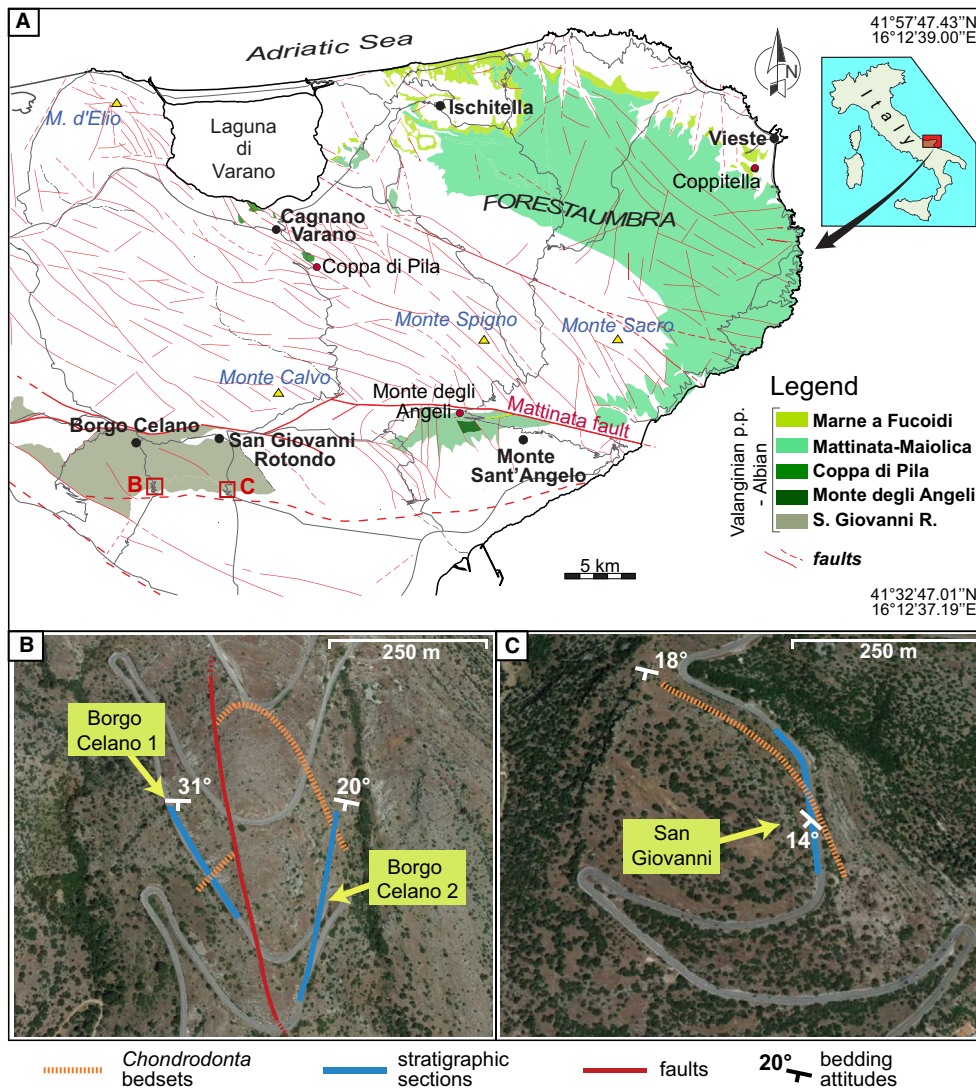 A
Adriatic Sea
41°57'47.43"N
16°12'39.00"E
N
Italy
M. d'Elio
Laguna
di
Varano
Ischitella
Vieste
Coppitella
FORESTAUMBRA
Cagnano
Varano
Coppa di Pila
Monte Spigno
Monte Sacro
Monte Calvo
Monte degli
Angeli
Mattinata fault
Borgo Celano
San Giovanni
Rotondo
Monte
Sant'Angelo
B
C
Legend
Valanginian p.p.
- Albian
Marne a Fucoidi
Mattinata-Maiolica
Coppa di Pila
Monte degli Angeli
S. Giovanni R.
faults
5 km
41°32'47.01"N
16°12'37.19"E
B
250 m
Borgo
Celano 1
31°
20°
Borgo
Celano 2
C
250 m
18°
San
Giovanni
14°
Chondrodonta
bedsets
stratigraphic
sections
faults
20°
bedding
attitudes